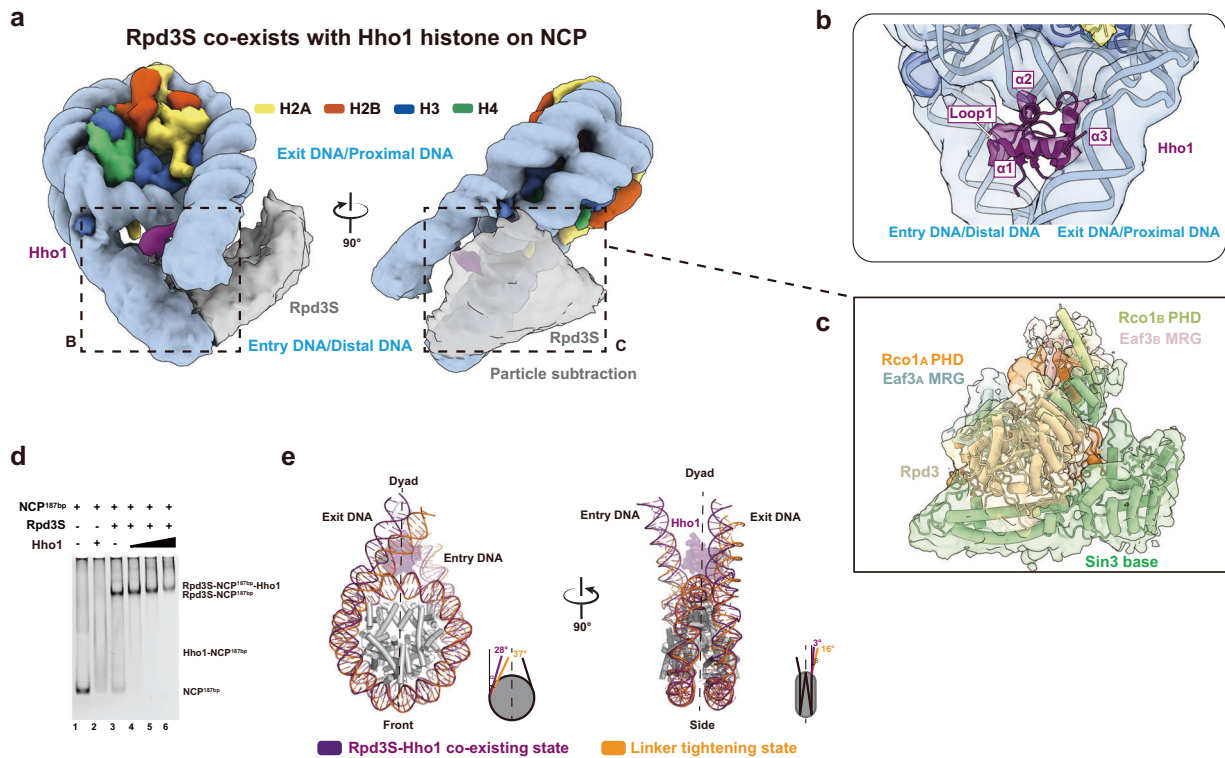 a
Rpd3S co-exists with Hho1 histone on NCP
H2A H2B H3 H4
Exit DNA/Proximal DNA
90°
Hho1
Rpd3S
Rpd3S
B
Entry DNA/Distal DNA
C
Particle subtraction
b
α2
Loop1
α3
Hho1
α1
Entry DNA/Distal DNA Exit DNA/Proximal DNA
c
Rco1B PHD
Eaf3B MRG
Rco1A PHD
Eaf3A MRG
Rpd3
Sin3 base
d
NCP187bp + + + + + +
Rpd3S - - + + + +
Hho1 - + -
Rpd3S-NCP187bp-Hho1
Rpd3S-NCP187bp
Hho1-NCP187bp
NCP187bp
1 2 3 4 5 6
e
Dyad
Exit DNA
Entry DNA
28° 37°
Front
90°
Dyad
Entry DNA
Exit DNA
Hho1
3° 16°
Side
Rpd3S-Hho1 co-existing state Linker tightening state